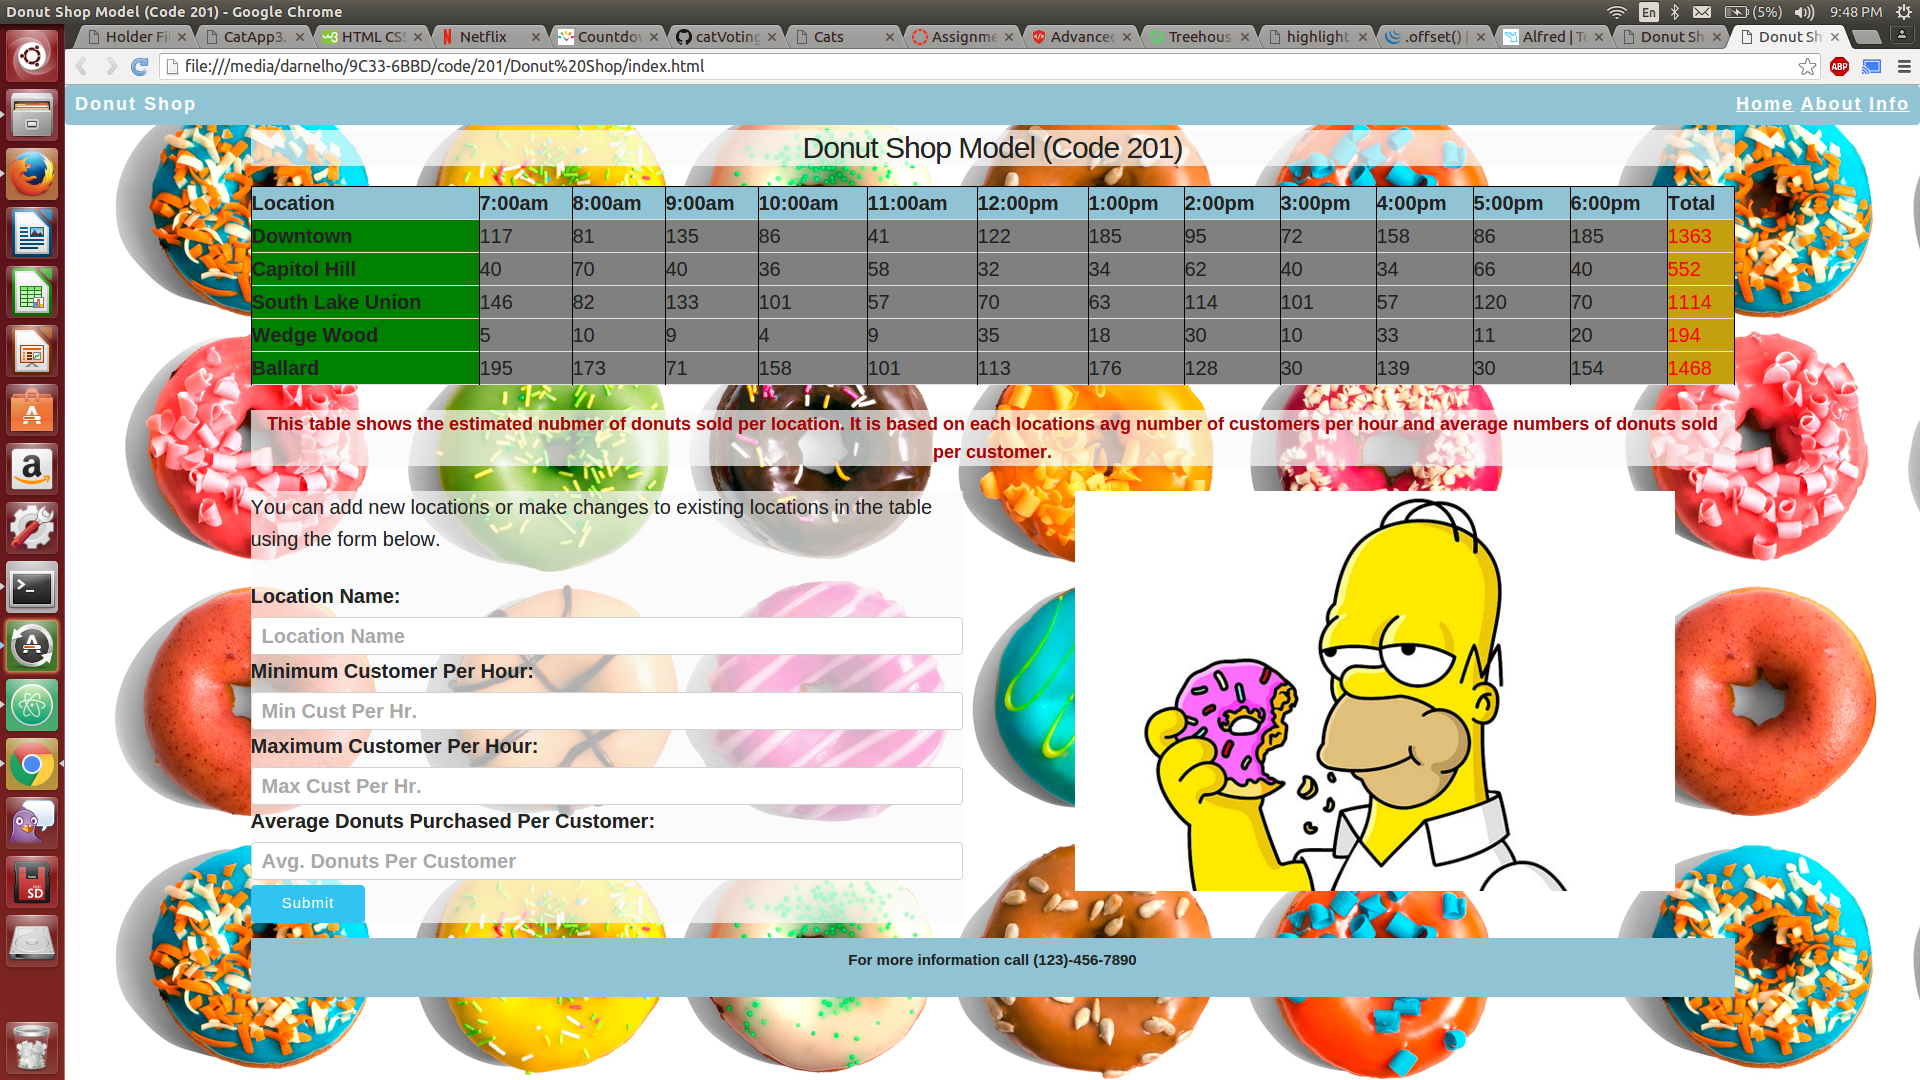 Donut Shop Model (Code 201) - Google Chrome
En (5%) 9:48 PM
Holder Fi CatApp3. HTML CSS Netflix Countdo catVoting Cats Assignme Advanced Treehous highlight .offset() | Alfred | To Donut Sh Donut Sh
file:///media/darnelho/9C33-6BBD/code/201/Donut%20Shop/index.html ABP
Donut Shop Home About Info
Donut Shop Model (Code 201)
Location 7:00am 8:00am 9:00am 10:00am 11:00am 12:00pm 1:00pm 2:00pm 3:00pm 4:00pm 5:00pm 6:00pm Total
Downtown 117 81 135 86 41 122 185 95 72 158 86 185 1363
Capitol Hill 40 70 40 36 58 32 34 62 40 34 66 40 552
South Lake Union 146 82 133 101 57 70 63 114 101 57 120 70 1114
Wedge Wood 5 10 9 4 9 35 18 30 10 33 11 20 194
Ballard 195 173 71 158 101 113 176 128 30 139 30 154 1468
This table shows the estimated nubmer of donuts sold per location. It is based on each locations avg number of customers per hour and average numbers of donuts sold
per customer.
You can add new locations or make changes to existing locations in the table
using the form below.
Location Name:
Location Name
Minimum Customer Per Hour:
Min Cust Per Hr.
Maximum Customer Per Hour:
Max Cust Per Hr.
Average Donuts Purchased Per Customer:
Avg. Donuts Per Customer
Submit
For more information call (123)-456-7890
SD